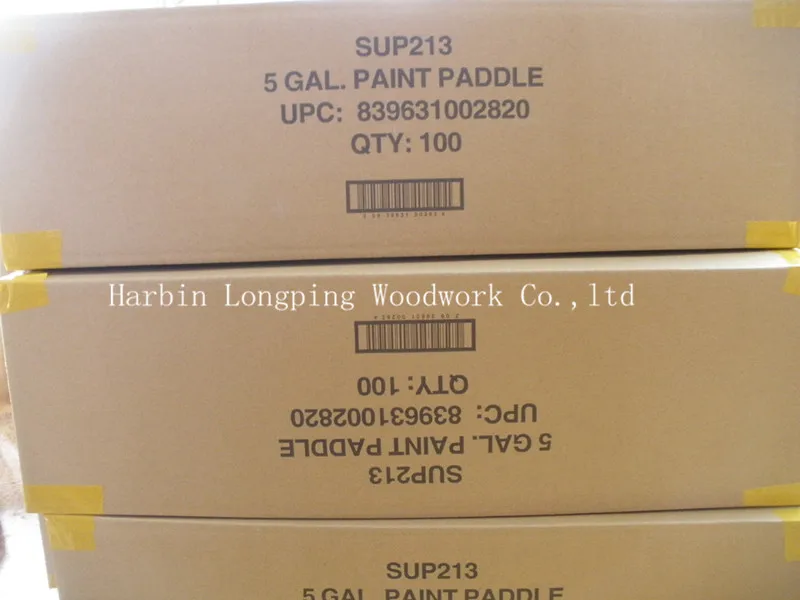 SUP213
5 GAL. PAINT PADDLE
UPC: 839631002820
QTY: 100
Harbin Longping Woodwork Co.,ltd
QTY: 100
UPC: 839631002820
5 GAL. PAINT PADDLE
SUP213
SUP213
5 GAL. PAINT PADDLE